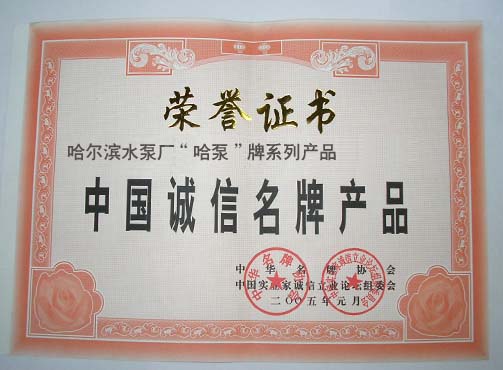 荣誉证书
哈尔滨水泵厂“哈泵”牌系列产品
中国诚信名牌产品
中华名牌协会
中国实业家诚信立业论坛组委会
二〇〇五年元月